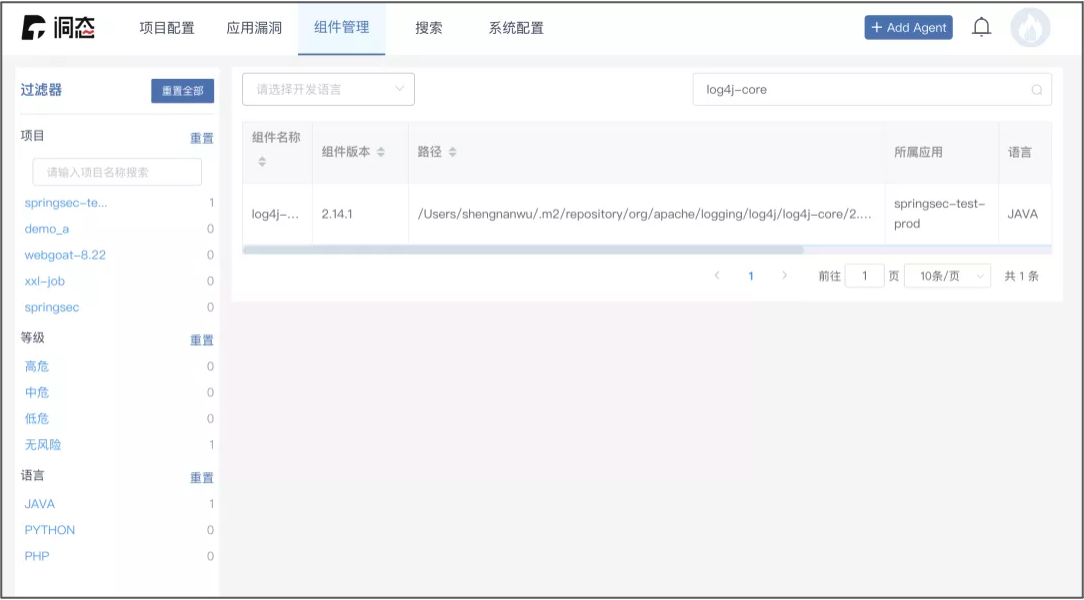 洞态 项目配置 应用漏洞 组件管理 搜索 系统配置 + Add Agent
过滤器 重置全部
项目 重置
请输入项目名称搜索
springsec-te... 1
demo_a 0
webgoat-8.22 0
xxl-job 0
springsec 0
等级 重置
高危 0
中危 0
低危 0
无风险 1
语言 重置
JAVA 1
PYTHON 0
PHP 0
请选择开发语言 log4j-core
组件名称 组件版本 路径 所属应用 语言
log4j-... 2.14.1 /Users/shengnanwu/.m2/repository/org/apache/logging/log4j/log4j-core/2.... springsec-test- JAVA
prod
1 前往 1 页 10条/页 共 1 条